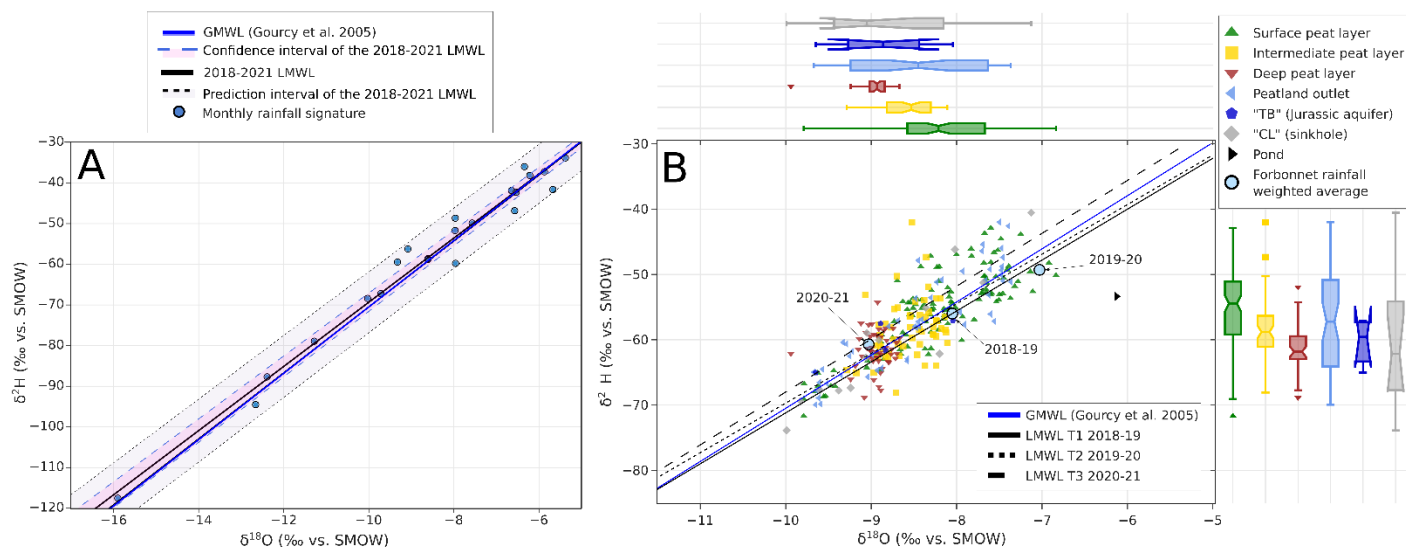 GMWL (Gourcy et al. 2005)
Confidence interval of the 2018-2021 LMWL
2018-2021 LMWL
Prediction interval of the 2018-2021 LMWL
Monthly rainfall signature
A
−30
−40
−50
−60
−70
−80
−90
−100
−110
−120
δ²H (‰ vs. SMOW)
−16
−14
−12
−10
−8
−6
δ¹⁸O (‰ vs. SMOW)
B
−30
−40
−50
−60
−70
−80
δ² H (‰ vs. SMOW)
2019-20
2020-21
2018-19
GMWL (Gourcy et al. 2005)
LMWL T1 2018-19
LMWL T2 2019-20
LMWL T3 2020-21
−11
−10
−9
−8
−7
−6
−5
δ¹⁸O (‰ vs. SMOW)
Surface peat layer
Intermediate peat layer
Deep peat layer
Peatland outlet
"TB" (Jurassic aquifer)
"CL" (sinkhole)
Pond
Forbonnet rainfall
weighted average